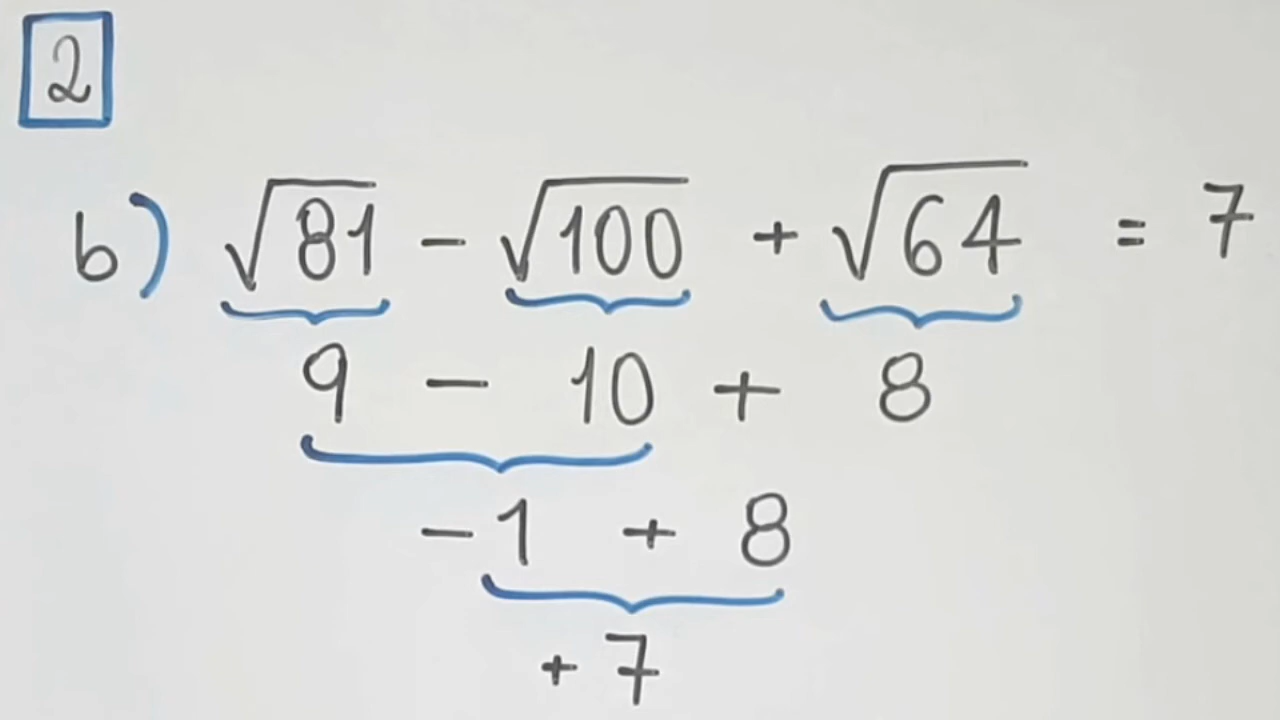 2
b) √81 - √100 + √64 = 7
9 - 10 + 8
-1 + 8
+7